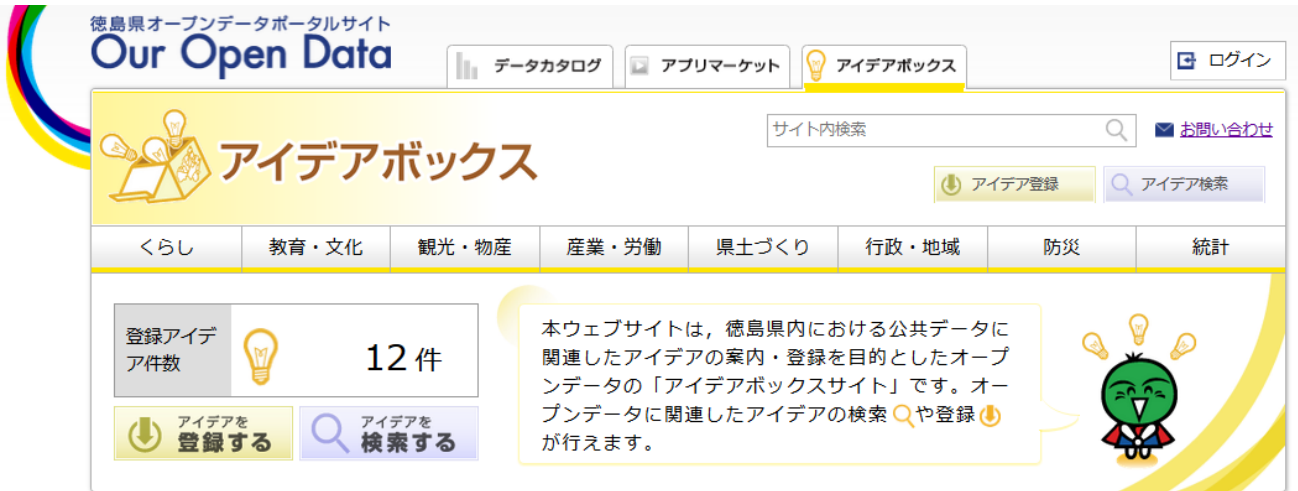 徳島県オープンデータポータルサイト
Our Open Data
データカタログ
アプリマーケット
アイデアボックス
ログイン
アイデアボックス
サイト内検索
お問い合わせ
アイデア登録
アイデア検索
くらし
教育・文化
観光・物産
産業・労働
県土づくり
行政・地域
防災
統計
登録アイデ
ア件数
12 件
アイデアを
登録する
アイデアを
検索する
本ウェブサイトは，徳島県内における公共データに
関連したアイデアの案内・登録を目的としたオープ
ンデータの「アイデアボックスサイト」です。オー
プンデータに関連したアイデアの検索や登録
が行えます。